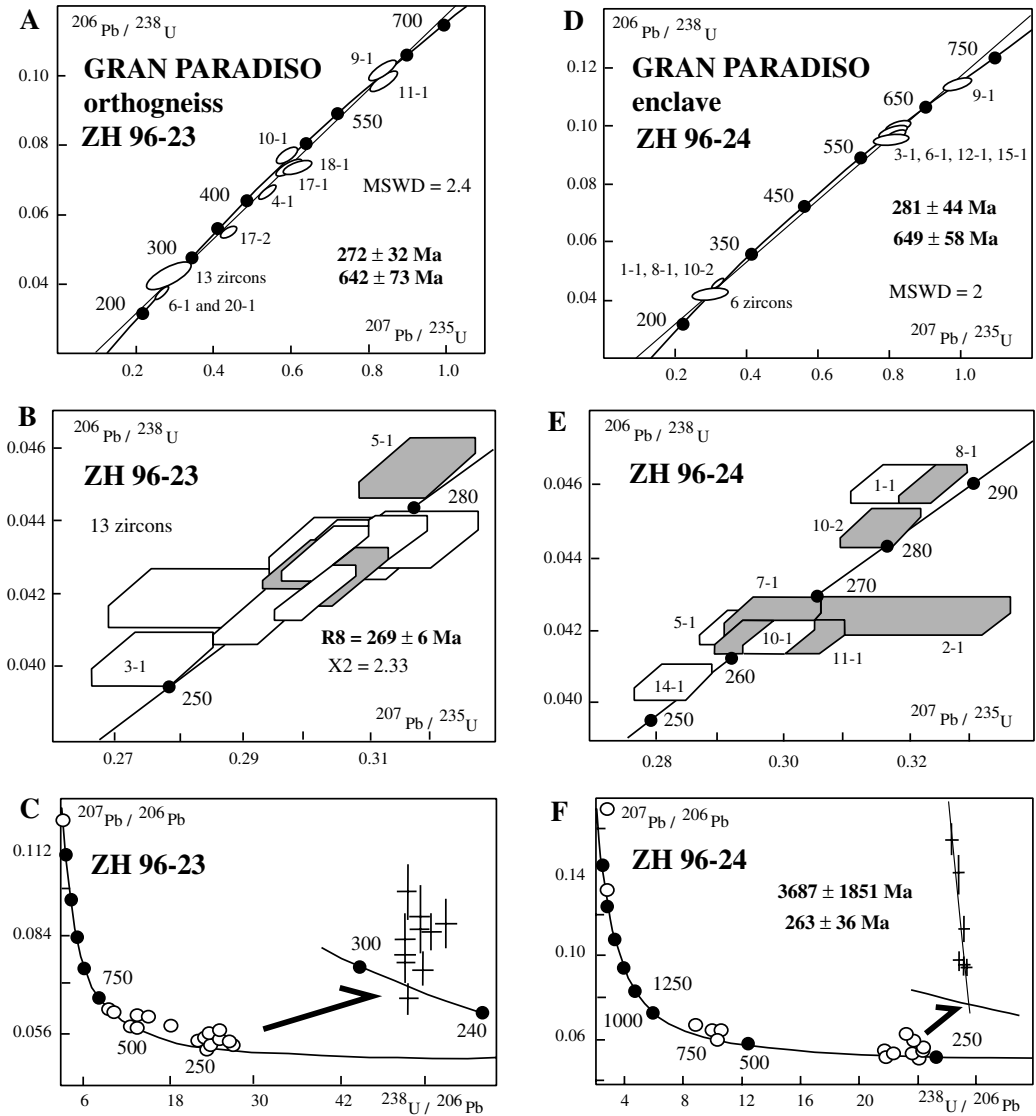 A
206Pb / 238U
GRAN PARADISO
orthogneiss
ZH 96-23
700
9-1
11-1
550
10-1
18-1
17-1
MSWD = 2.4
400
4-1
17-2
300
272 ± 32 Ma
642 ± 73 Ma
13 zircons
200
6-1 and 20-1
207Pb / 235U
0.10
0.08
0.06
0.04
0.2
0.4
0.6
0.8
1.0
D
206Pb / 238U
GRAN PARADISO
enclave
ZH 96-24
750
9-1
650
3-1, 6-1, 12-1, 15-1
550
450
281 ± 44 Ma
649 ± 58 Ma
350
1-1, 8-1, 10-2
6 zircons
MSWD = 2
200
207Pb / 235U
0.12
0.10
0.08
0.06
0.04
0.2
0.4
0.6
0.8
1.0
B
206Pb / 238U
ZH 96-23
5-1
280
13 zircons
R8 = 269 ± 6 Ma
X2 = 2.33
3-1
250
207Pb / 235U
0.046
0.044
0.042
0.040
0.27
0.29
0.31
E
206Pb / 238U
ZH 96-24
8-1
1-1
290
10-2
280
7-1
270
5-1
10-1
11-1
2-1
260
14-1
250
207Pb / 235U
0.046
0.044
0.042
0.040
0.28
0.30
0.32
C
207Pb / 206Pb
ZH 96-23
300
750
500
250
240
0.112
0.084
0.056
6
18
30
42
238U / 206Pb
F
207Pb / 206Pb
ZH 96-24
3687 ± 1851 Ma
263 ± 36 Ma
1250
1000
750
500
250
0.14
0.10
0.06
4
8
12
16
20
24
238U / 206Pb